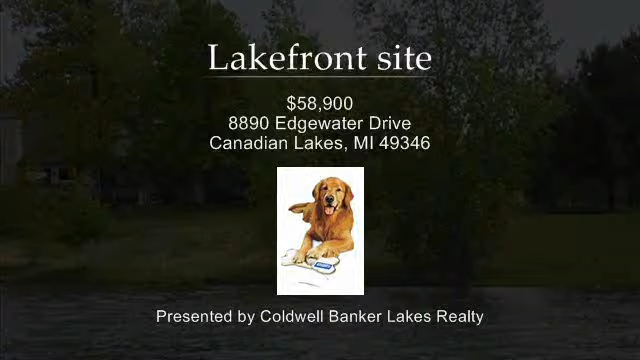 Lakefront site
$58,900
8890 Edgewater Drive
Canadian Lakes, MI 49346
Presented by Coldwell Banker Lakes Realty